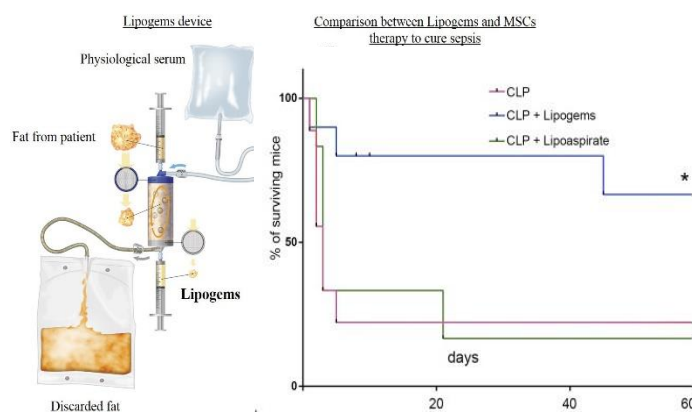 Lipogems device
Physiological serum
Fat from patient
Lipogems
Discarded fat
Comparison between Lipogems and MSCs
therapy to cure sepsis
% of surviving mice
100
50
0
CLP
CLP + Lipogems
CLP + Lipoaspirate
*
days
20
40
60